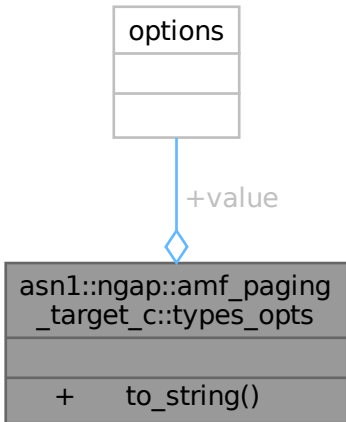 options
+value
asn1::ngap::amf_paging
_target_c::types_opts
+ to_string()